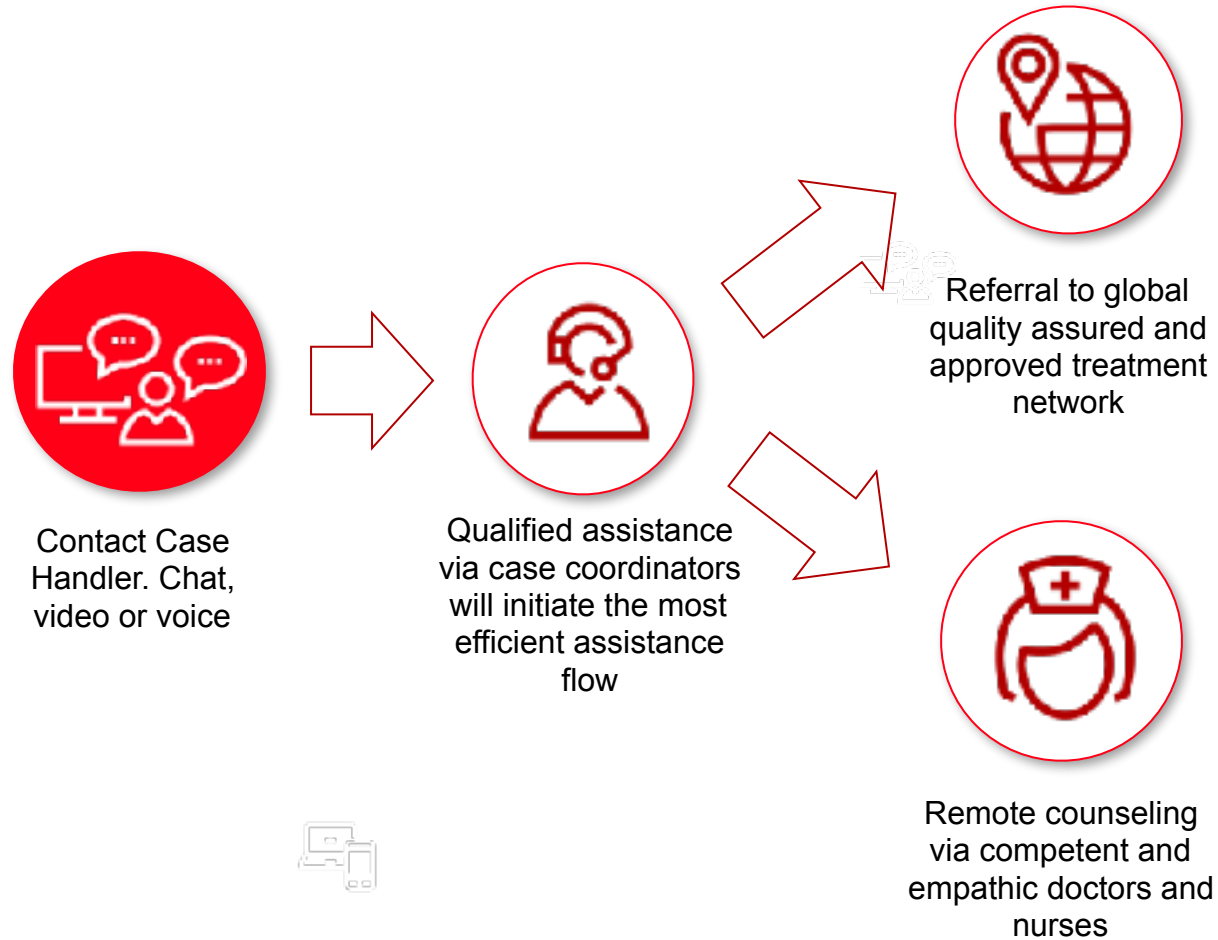 Contact Case
Handler. Chat,
video or voice
Qualified assistance
via case coordinators
will initiate the most
efficient assistance
flow
Referral to global
quality assured and
approved treatment
network
Remote counseling
via competent and
empathic doctors and
nurses